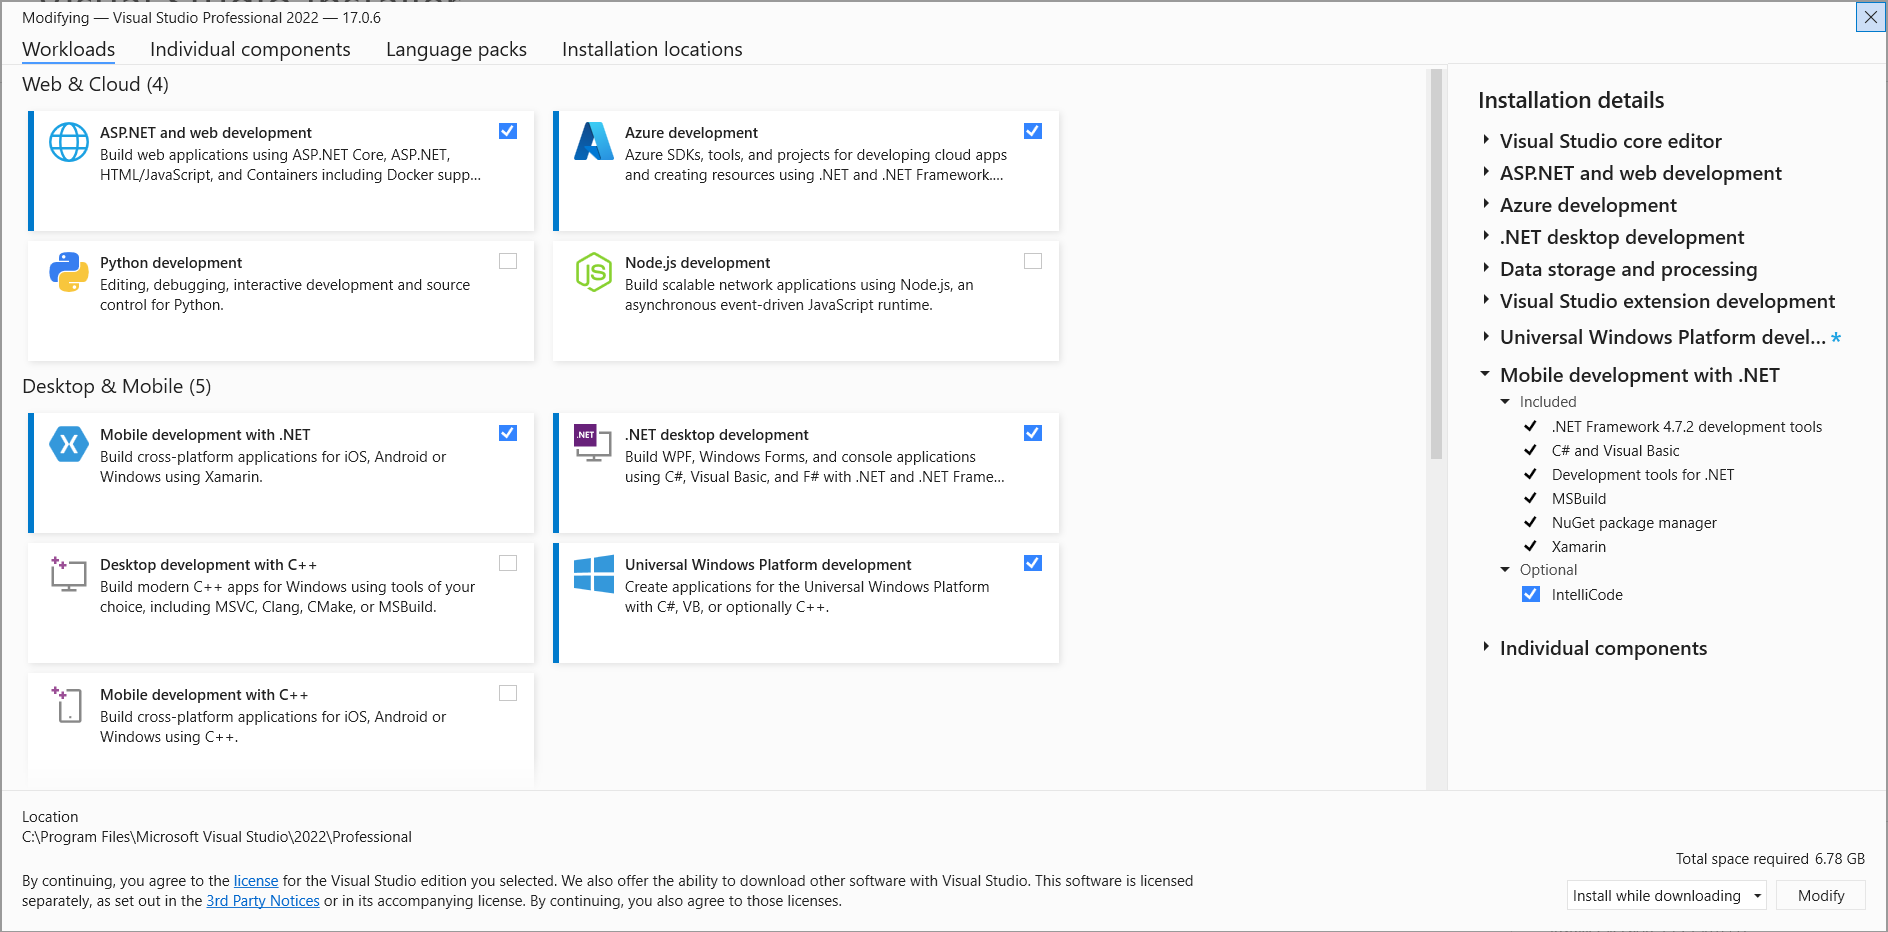 Modifying — Visual Studio Professional 2022 — 17.0.6
Workloads Individual components Language packs Installation locations
Web & Cloud (4)
ASP.NET and web development
Build web applications using ASP.NET Core, ASP.NET,
HTML/JavaScript, and Containers including Docker supp...
Azure development
Azure SDKs, tools, and projects for developing cloud apps
and creating resources using .NET and .NET Framework....
Python development
Editing, debugging, interactive development and source
control for Python.
JS
Node.js development
Build scalable network applications using Node.js, an
asynchronous event-driven JavaScript runtime.
Desktop & Mobile (5)
Mobile development with .NET
Build cross-platform applications for iOS, Android or
Windows using Xamarin.
.NET
.NET desktop development
Build WPF, Windows Forms, and console applications
using C#, Visual Basic, and F# with .NET and .NET Frame...
Desktop development with C++
Build modern C++ apps for Windows using tools of your
choice, including MSVC, Clang, CMake, or MSBuild.
Universal Windows Platform development
Create applications for the Universal Windows Platform
with C#, VB, or optionally C++.
Mobile development with C++
Build cross-platform applications for iOS, Android or
Windows using C++.
Installation details
Visual Studio core editor
ASP.NET and web development
Azure development
.NET desktop development
Data storage and processing
Visual Studio extension development
Universal Windows Platform devel... *
Mobile development with .NET
Included
.NET Framework 4.7.2 development tools
C# and Visual Basic
Development tools for .NET
MSBuild
NuGet package manager
Xamarin
Optional
IntelliCode
Individual components
Location
C:\Program Files\Microsoft Visual Studio\2022\Professional
By continuing, you agree to the license for the Visual Studio edition you selected. We also offer the ability to download other software with Visual Studio. This software is licensed
separately, as set out in the 3rd Party Notices or in its accompanying license. By continuing, you also agree to those licenses.
Total space required 6.78 GB
Install while downloading
Modify